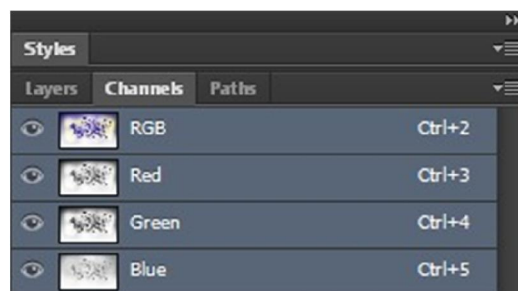 Styles
Layers Channels Paths
RGB Ctrl+2
Red Ctrl+3
Green Ctrl+4
Blue Ctrl+5